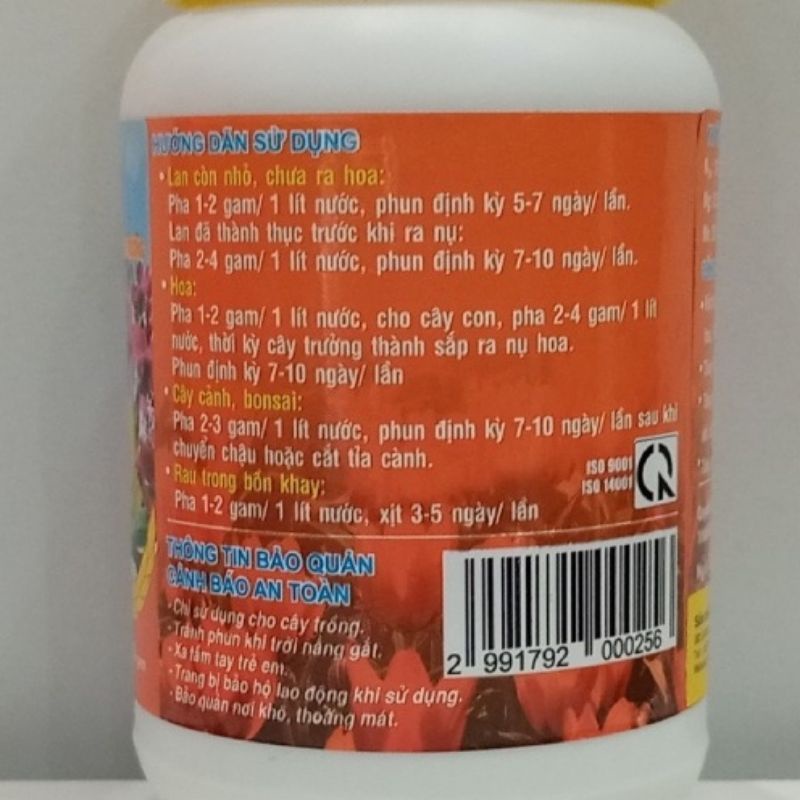 HƯỚNG DẪN SỬ DỤNG
• Lan còn nhỏ, chưa ra hoa:
Pha 1-2 gam/ 1 lít nước, phun định kỳ 5-7 ngày/ lần.
Lan đã thành thục trước khi ra nụ:
Pha 2-4 gam/ 1 lít nước, phun định kỳ 7-10 ngày/ lần.
• Hoa:
Pha 1-2 gam/ 1 lít nước, cho cây con, pha 2-4 gam/ 1 lít
nước, thời kỳ cây trưởng thành sắp ra nụ hoa.
Phun định kỳ 7-10 ngày/ lần
• Cây cảnh, bonsai:
Pha 2-3 gam/ 1 lít nước, phun định kỳ 7-10 ngày/ lần sau khi
chuyển chậu hoặc cắt tỉa cành.
• Rau trong bồn khay:
Pha 1-2 gam/ 1 lít nước, xịt 3-5 ngày/ lần
ISO 9001
ISO 14001
THÔNG TIN BẢO QUẢN
CẢNH BÁO AN TOÀN
- Chỉ sử dụng cho cây trồng.
- Tránh phun khi trời nắng gắt.
- Xa tầm tay trẻ em.
- Trang bị bảo hộ lao động khi sử dụng.
- Bảo quản nơi khô, thoáng mát.
2 991792 000256